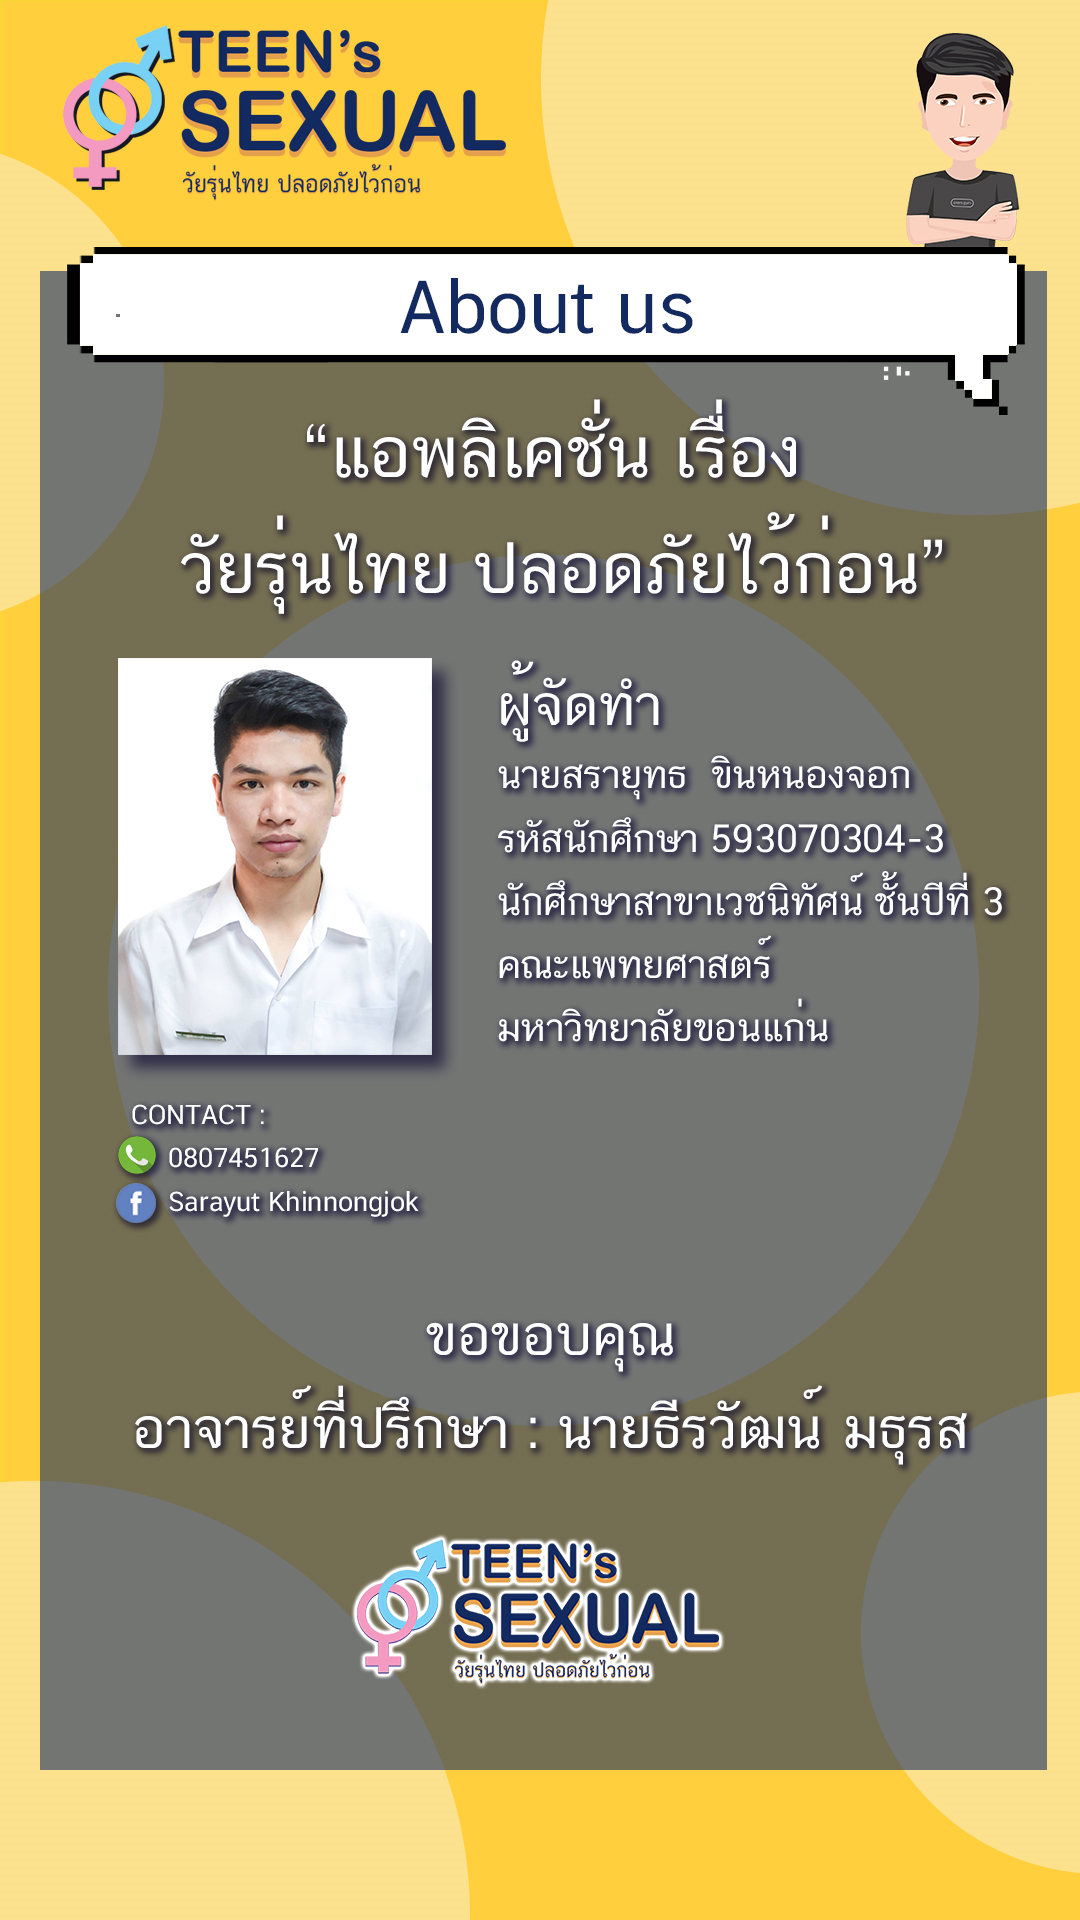 TEEN's
SEXUAL
วัยรุ่นไทย ปลอดภัยไว้ก่อน
About us
“แอพลิเคชั่น เรื่อง
วัยรุ่นไทย ปลอดภัยไว้ก่อน”
ผู้จัดทำ
นายสรายุทธ ขินหนองจอก
รหัสนักศึกษา 593070304-3
นักศึกษาสาขาเวชนิทัศน์ ชั้นปีที่ 3
คณะแพทยศาสตร์
มหาวิทยาลัยขอนแก่น
CONTACT :
0807451627
f Sarayut Khinnongjok
ขอขอบคุณ
อาจารย์ที่ปรึกษา : นายธีรวัฒน์ มธุรส
TEEN's
SEXUAL
วัยรุ่นไทย ปลอดภัยไว้ก่อน